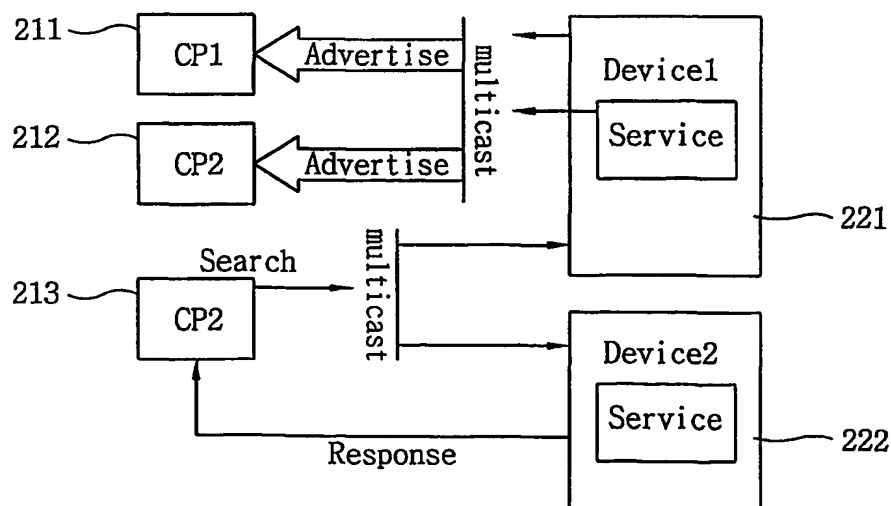 211
CP1
Advertise
multicast
Device1
Service
212
CP2
Advertise
221
Search
multicast
213
CP2
Device2
Service
222
Response